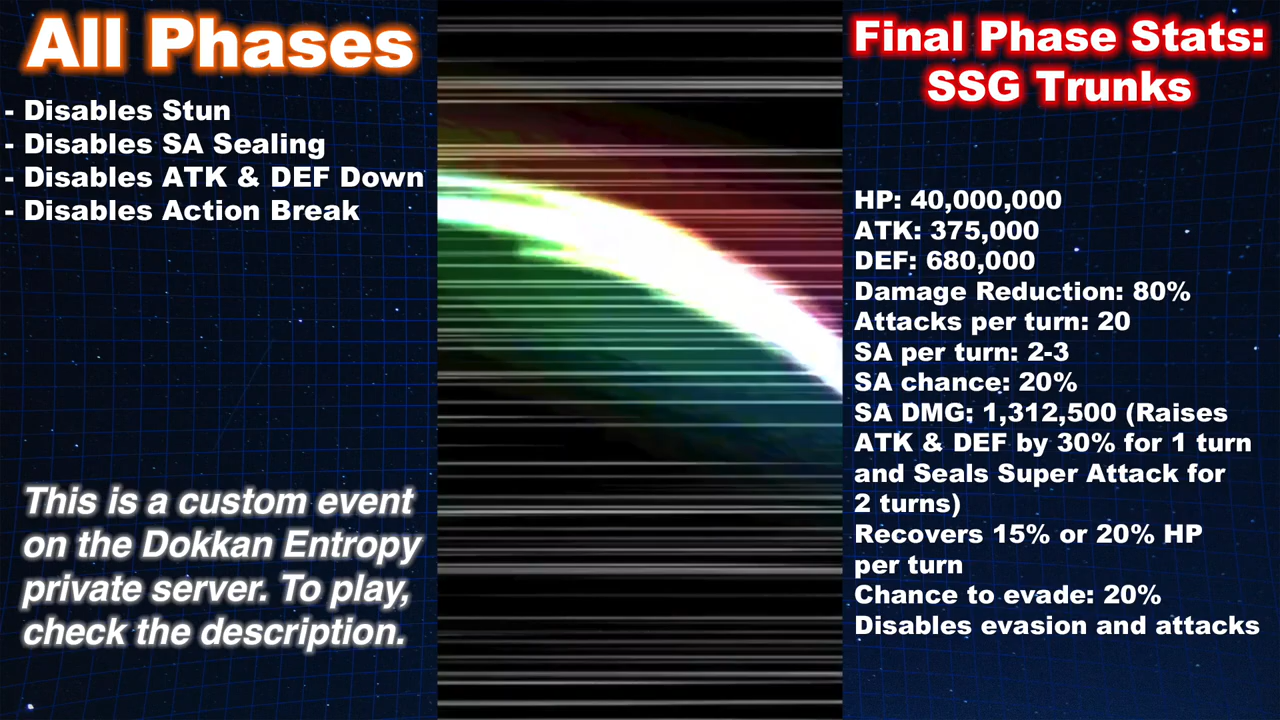 All Phases
- Disables Stun
- Disables SA Sealing
- Disables ATK & DEF Down
- Disables Action Break
This is a custom event
on the Dokkan Entropy
private server. To play,
check the description.
Final Phase Stats:
SSG Trunks
HP: 40,000,000
ATK: 375,000
DEF: 680,000
Damage Reduction: 80%
Attacks per turn: 20
SA per turn: 2-3
SA chance: 20%
SA DMG: 1,312,500 (Raises
ATK & DEF by 30% for 1 turn
and Seals Super Attack for
2 turns)
Recovers 15% or 20% HP
per turn
Chance to evade: 20%
Disables evasion and attacks